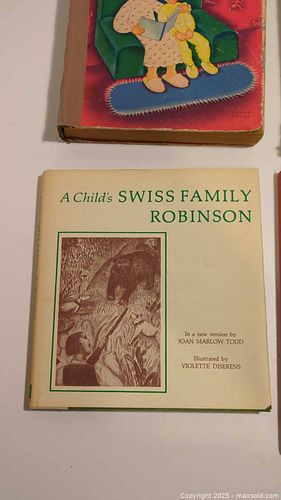 A Child's SWISS FAMILY
ROBINSON
In a new version by
JOAN MARLOW TODD
Illustrated by
VIOLETTE DISERENS
Copyright © 2025 - maxsold.com